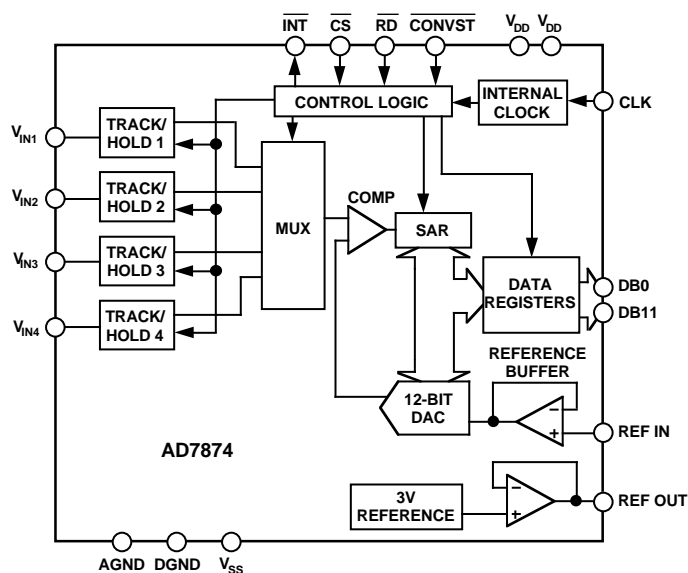 INT
CS
RD
CONVST
VDD
VDD
CONTROL LOGIC
INTERNAL
CLOCK
CLK
VIN1
TRACK/
HOLD 1
VIN2
TRACK/
HOLD 2
VIN3
TRACK/
HOLD 3
VIN4
TRACK/
HOLD 4
MUX
COMP
SAR
DATA
REGISTERS
DB0
DB11
REFERENCE
BUFFER
12-BIT
DAC
−
+
REF IN
AD7874
3V
REFERENCE
−
+
REF OUT
AGND
DGND
VSS